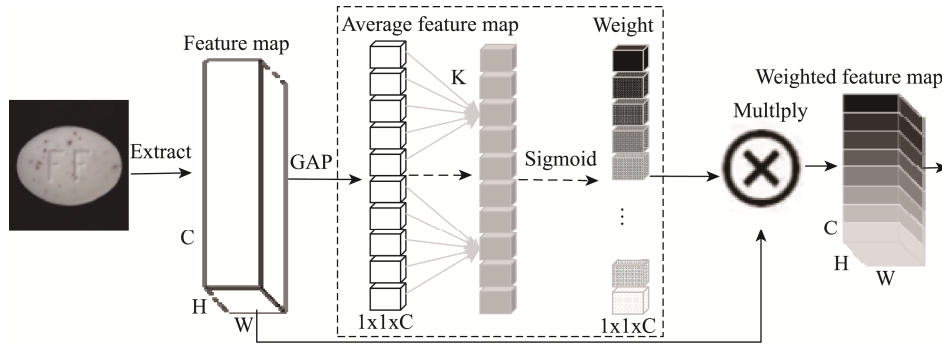 Feature map
Average feature map
Weight
K
Weighted feature map
Multlply
FF
Extract
GAP
Sigmoid
C
H
W
1x1xC
1x1xC
C
H
W